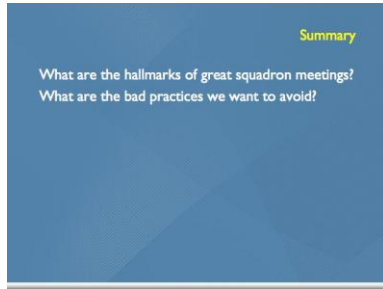 Summary
What are the hallmarks of great squadron meetings?
What are the bad practices we want to avoid?